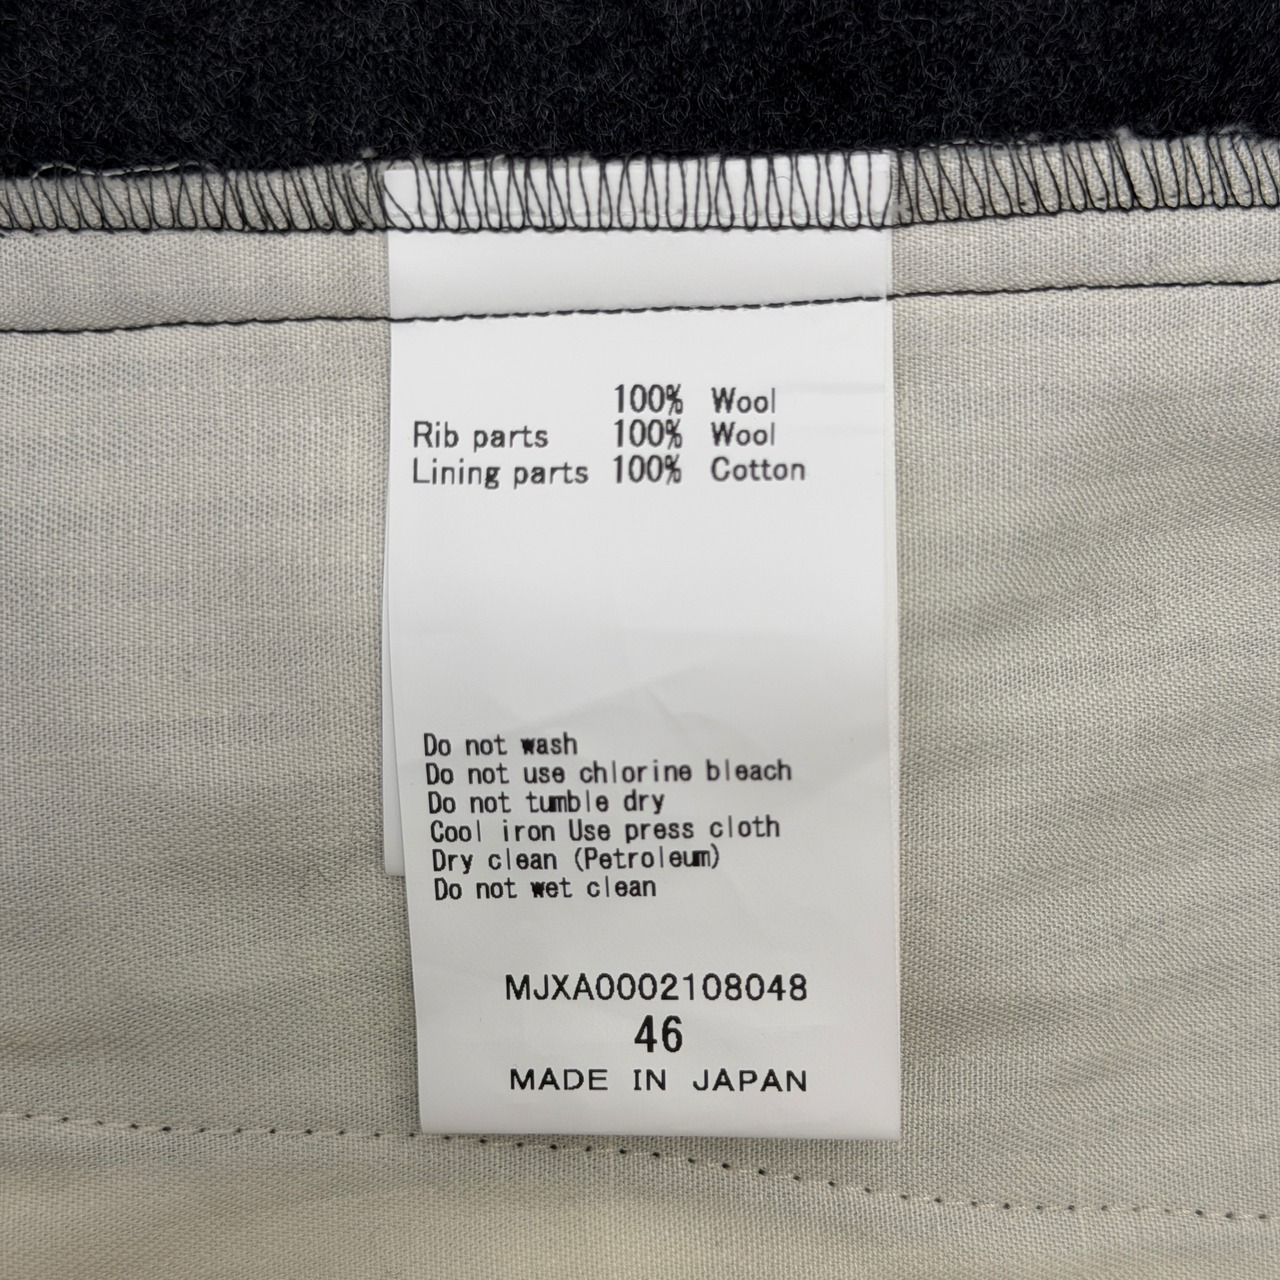 100% Wool
Rib parts 100% Wool
Lining parts 100% Cotton
Do not wash
Do not use chlorine bleach
Do not tumble dry
Cool iron Use press cloth
Dry clean (Petroleum)
Do not wet clean
MJXA0002108048
46
MADE IN JAPAN